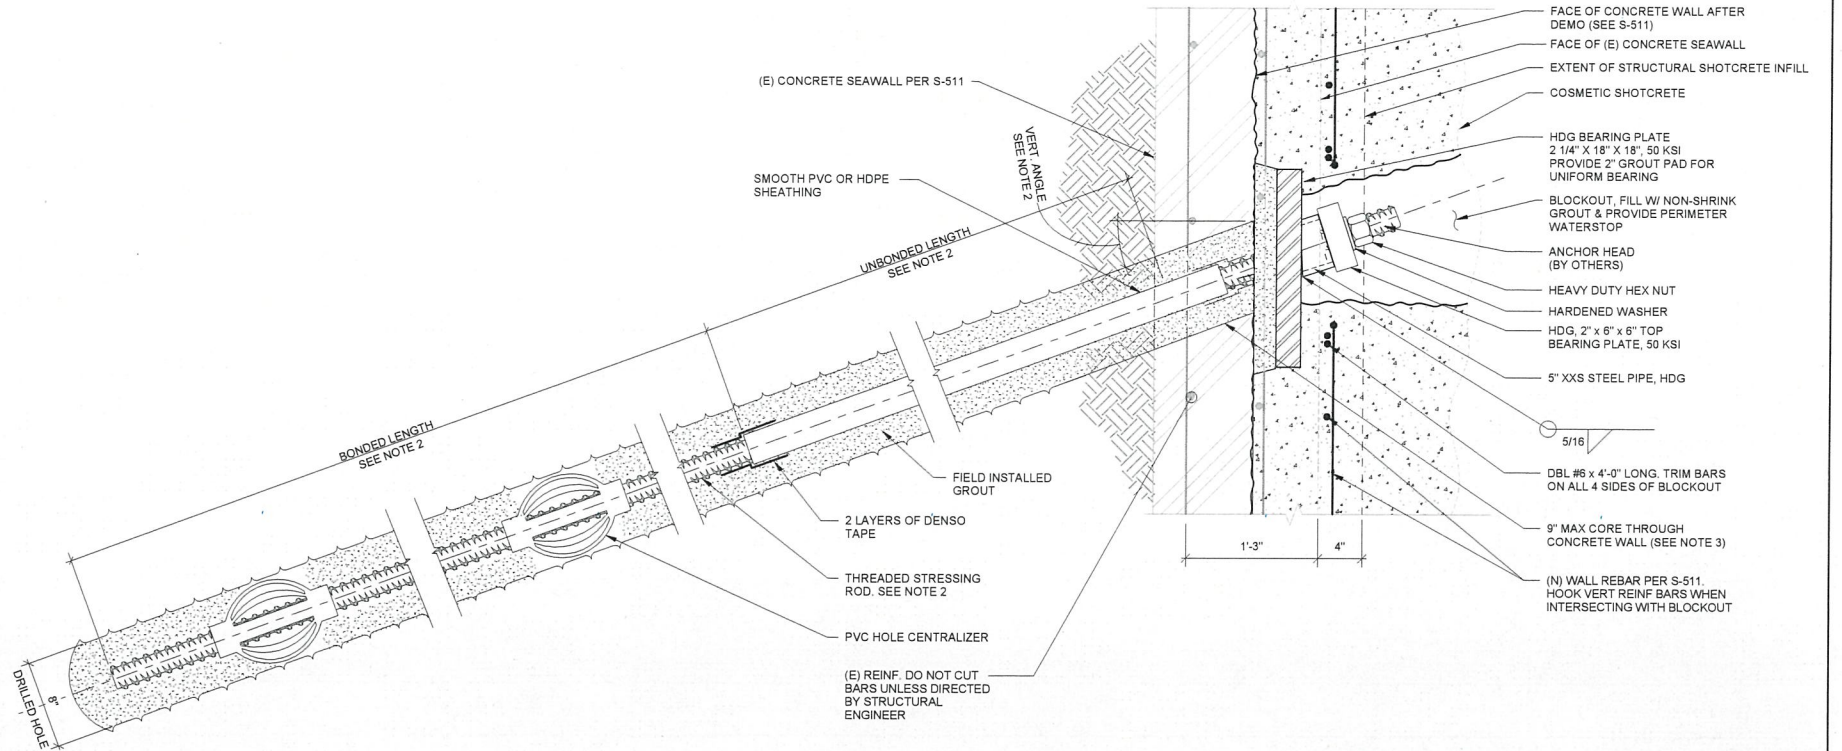 (E) CONCRETE SEAWALL PER S-511
SMOOTH PVC OR HDPE
SHEATHING
VERT. ANGLE
SEE NOTE 2
UNBONDED LENGTH
SEE NOTE 2
BONDED LENGTH
SEE NOTE 2
DRILLED HOLE
8"
FIELD INSTALLED
GROUT
2 LAYERS OF DENSO
TAPE
THREADED STRESSING
ROD. SEE NOTE 2
PVC HOLE CENTRALIZER
(E) REINF. DO NOT CUT
BARS UNLESS DIRECTED
BY STRUCTURAL
ENGINEER
1'-3"
4"
FACE OF CONCRETE WALL AFTER
DEMO (SEE S-511)
FACE OF (E) CONCRETE SEAWALL
EXTENT OF STRUCTURAL SHOTCRETE INFILL
COSMETIC SHOTCRETE
HDG BEARING PLATE
2 1/4" X 18" X 18", 50 KSI
PROVIDE 2" GROUT PAD FOR
UNIFORM BEARING
BLOCKOUT, FILL W/ NON-SHRINK
GROUT & PROVIDE PERIMETER
WATERSTOP
ANCHOR HEAD
(BY OTHERS)
HEAVY DUTY HEX NUT
HARDENED WASHER
HDG, 2" x 6" x 6" TOP
BEARING PLATE, 50 KSI
5" XXS STEEL PIPE, HDG
5/16
DBL #6 x 4'-0" LONG. TRIM BARS
ON ALL 4 SIDES OF BLOCKOUT
9" MAX CORE THROUGH
CONCRETE WALL (SEE NOTE 3)
(N) WALL REBAR PER S-511.
HOOK VERT REINF BARS WHEN
INTERSECTING WITH BLOCKOUT